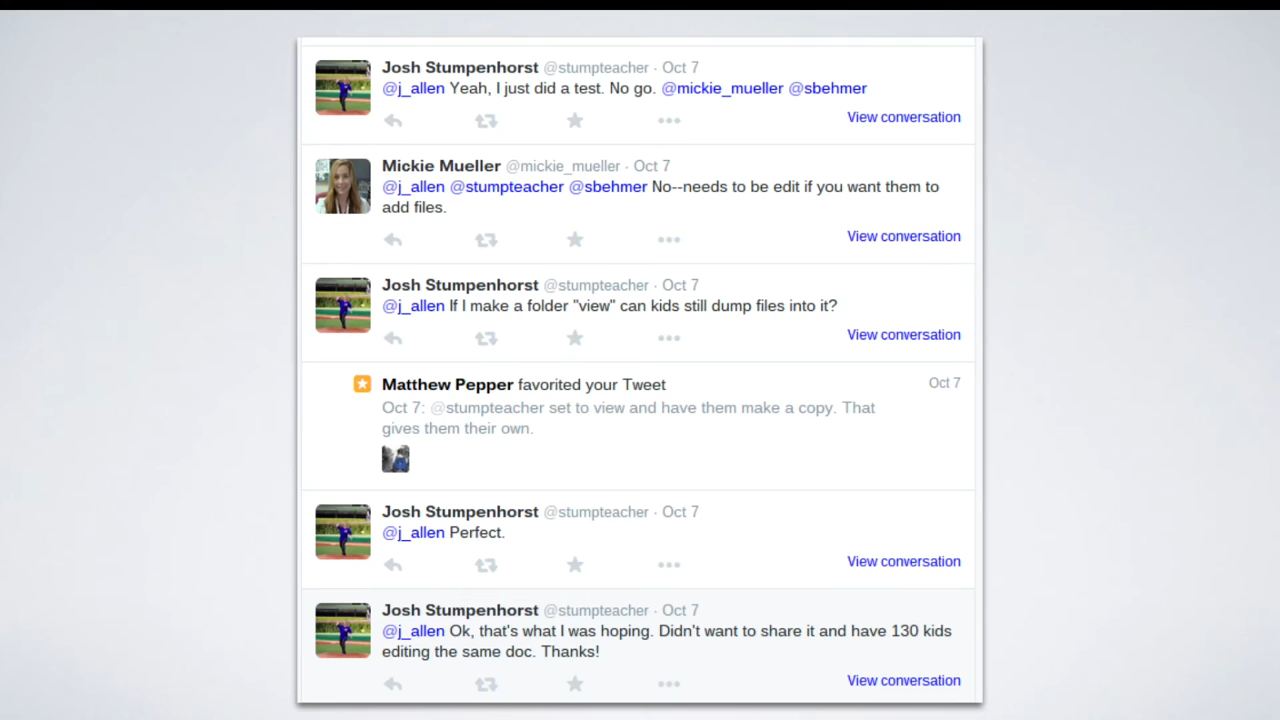 Josh Stumpenhorst @stumpteacher · Oct 7
@j_allen Yeah, I just did a test. No go. @mickie_mueller @sbehmer
View conversation
Mickie Mueller @mickie_mueller · Oct 7
@j_allen @stumpteacher @sbehmer No--needs to be edit if you want them to
add files.
View conversation
Josh Stumpenhorst @stumpteacher · Oct 7
@j_allen If I make a folder "view" can kids still dump files into it?
View conversation
Matthew Pepper favorited your Tweet Oct 7
Oct 7: @stumpteacher set to view and have them make a copy. That
gives them their own.
Josh Stumpenhorst @stumpteacher · Oct 7
@j_allen Perfect.
View conversation
Josh Stumpenhorst @stumpteacher · Oct 7
@j_allen Ok, that's what I was hoping. Didn't want to share it and have 130 kids
editing the same doc. Thanks!
View conversation